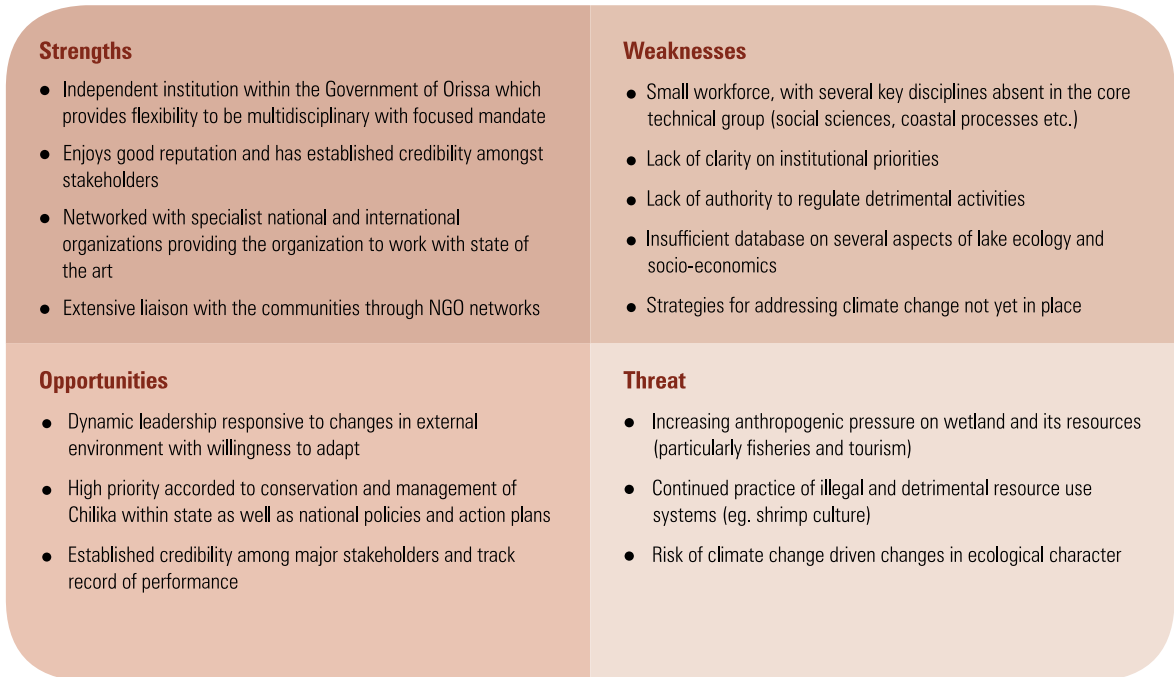 Strengths
● Independent institution within the Government of Orissa which
provides flexibility to be multidisciplinary with focused mandate
● Enjoys good reputation and has established credibility amongst
stakeholders
● Networked with specialist national and international
organizations providing the organization to work with state of
the art
● Extensive liaison with the communities through NGO networks
Weaknesses
● Small workforce, with several key disciplines absent in the core
technical group (social sciences, coastal processes etc.)
● Lack of clarity on institutional priorities
● Lack of authority to regulate detrimental activities
● Insufficient database on several aspects of lake ecology and
socio-economics
● Strategies for addressing climate change not yet in place
Opportunities
● Dynamic leadership responsive to changes in external
environment with willingness to adapt
● High priority accorded to conservation and management of
Chilika within state as well as national policies and action plans
● Established credibility among major stakeholders and track
record of performance
Threat
● Increasing anthropogenic pressure on wetland and its resources
(particularly fisheries and tourism)
● Continued practice of illegal and detrimental resource use
systems (eg. shrimp culture)
● Risk of climate change driven changes in ecological character